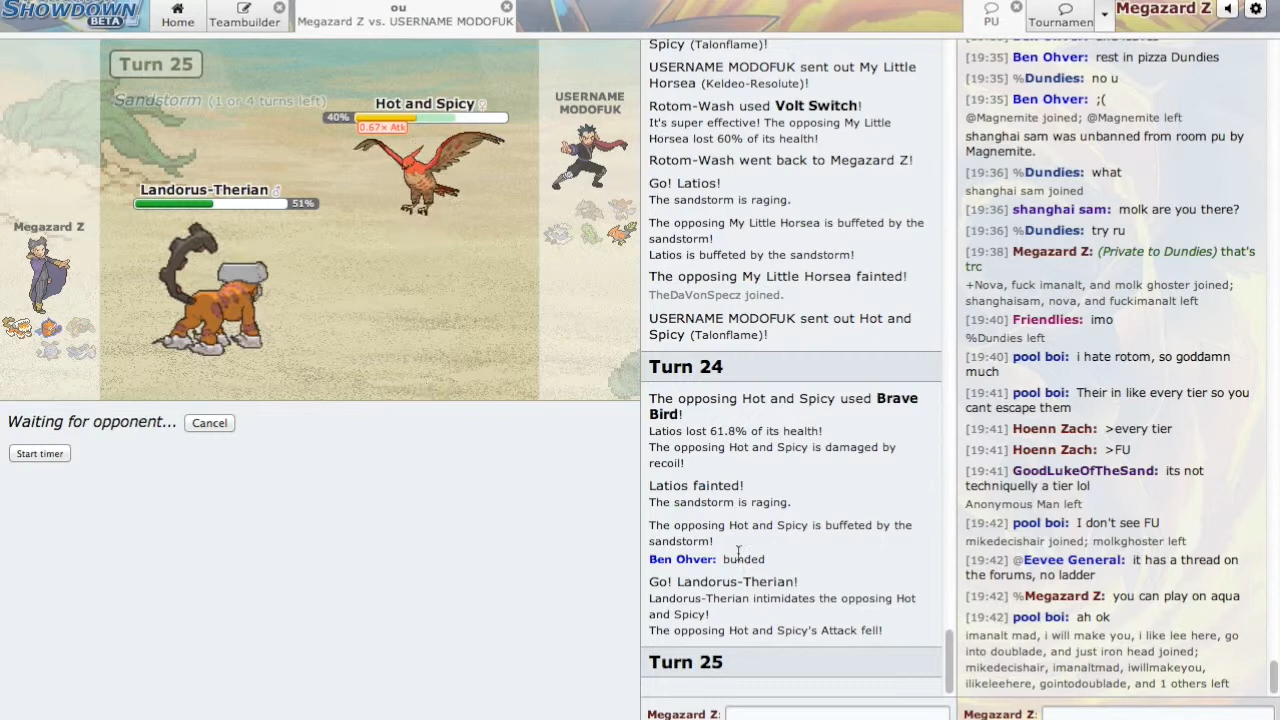 SHOWDOWN
BETA
Home
Teambuilder
ou
Megazard Z vs. USERNAME MODOFUK
PU
Tournamen
Megazard Z
Turn 25
Sandstorm (1 or 4 turns left)
Hot and Spicy
40%
0.67× Atk
USERNAME
MODOFUK
Landorus-Therian
51%
Megazard Z
Waiting for opponent...
Cancel
Start timer
Spicy (Talonflame)!
USERNAME MODOFUK sent out My Little
Horsea (Keldeo-Resolute)!
Rotom-Wash used Volt Switch!
It's super effective! The opposing My Little
Horsea lost 60% of its health!
Rotom-Wash went back to Megazard Z!
Go! Latios!
The sandstorm is raging.
The opposing My Little Horsea is buffeted by the
sandstorm!
Latios is buffeted by the sandstorm!
The opposing My Little Horsea fainted!
TheDaVonSpecz joined.
USERNAME MODOFUK sent out Hot and
Spicy (Talonflame)!
Turn 24
The opposing Hot and Spicy used Brave
Bird!
Latios lost 61.8% of its health!
The opposing Hot and Spicy is damaged by
recoil!
Latios fainted!
The sandstorm is raging.
The opposing Hot and Spicy is buffeted by the
sandstorm!
Ben Ohver:
Go! Landorus-Therian!
Landorus-Therian intimidates the opposing Hot
and Spicy!
The opposing Hot and Spicy's Attack fell!
Turn 25
Megazard Z:
[19:35] Ben Ohver: rest in pizza Dundies
[19:35] %Dundies: no u
[19:35] Ben Ohver: ;(
@Magnemite joined; @Magnemite left
shanghai sam was unbanned from room pu by
Magnemite.
[19:36] %Dundies: what
shanghai sam joined
[19:36] shanghai sam: molk are you there?
[19:36] %Dundies: try ru
[19:38] Megazard Z: (Private to Dundies) that's
trc
+Nova, fuck imanalt, and molk ghoster joined;
shanghaisam, nova, and fuckimanalt left
[19:40] Friendlies: imo
%Dundies left
[19:40] pool boi: i hate rotom, so goddamn
much
[19:41] pool boi: Their in like every tier so you
cant escape them
[19:41] Hoenn Zach: >every tier
[19:41] Hoenn Zach: >FU
[19:41] GoodLukeOfTheSand: its not
techniquelly a tier lol
Anonymous Man left
[19:42] pool boi: I don't see FU
mikedecishair joined; molkghoster left
[19:42] @Eevee General: it has a thread on
the forums, no ladder
[19:42] %Megazard Z: you can play on aqua
[19:42] pool boi: ah ok
imanalt mad, i will make you, i like lee here, go
into doublade, and just iron head joined;
mikedecishair, imanaltmad, iwillmakeyou,
ilikeleehere, gointodoublade, and 1 others left
Megazard Z: